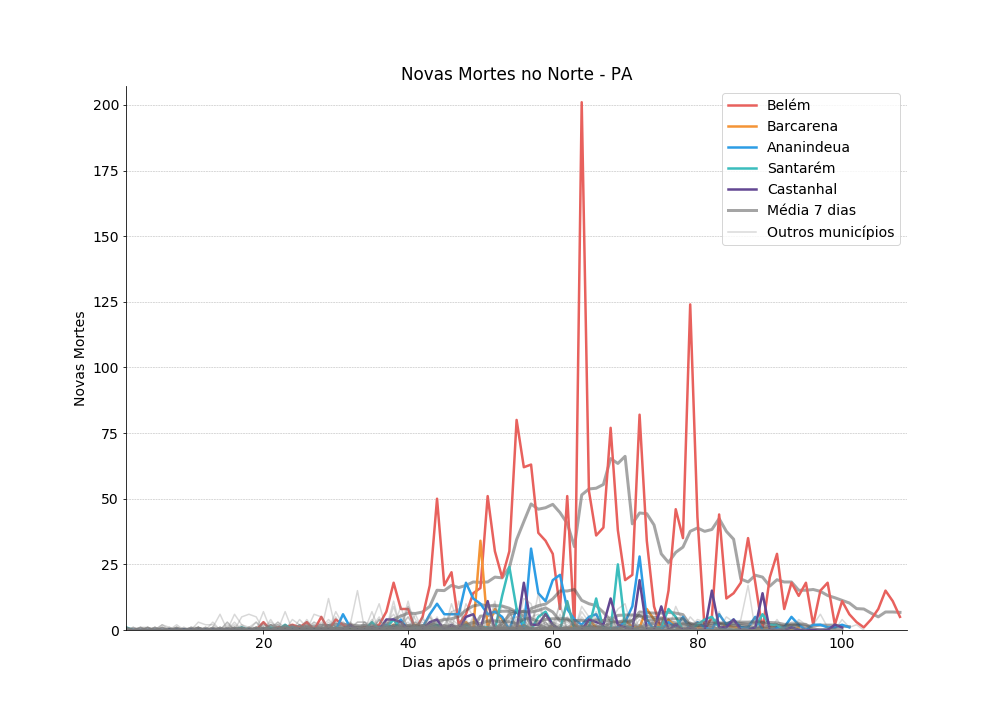 Novas Mortes no Norte - PA
200
175
150
125
100
75
50
25
0
Novas Mortes
20
40
60
80
100
Dias após o primeiro confirmado
Belém
Barcarena
Ananindeua
Santarém
Castanhal
Média 7 dias
Outros municípios